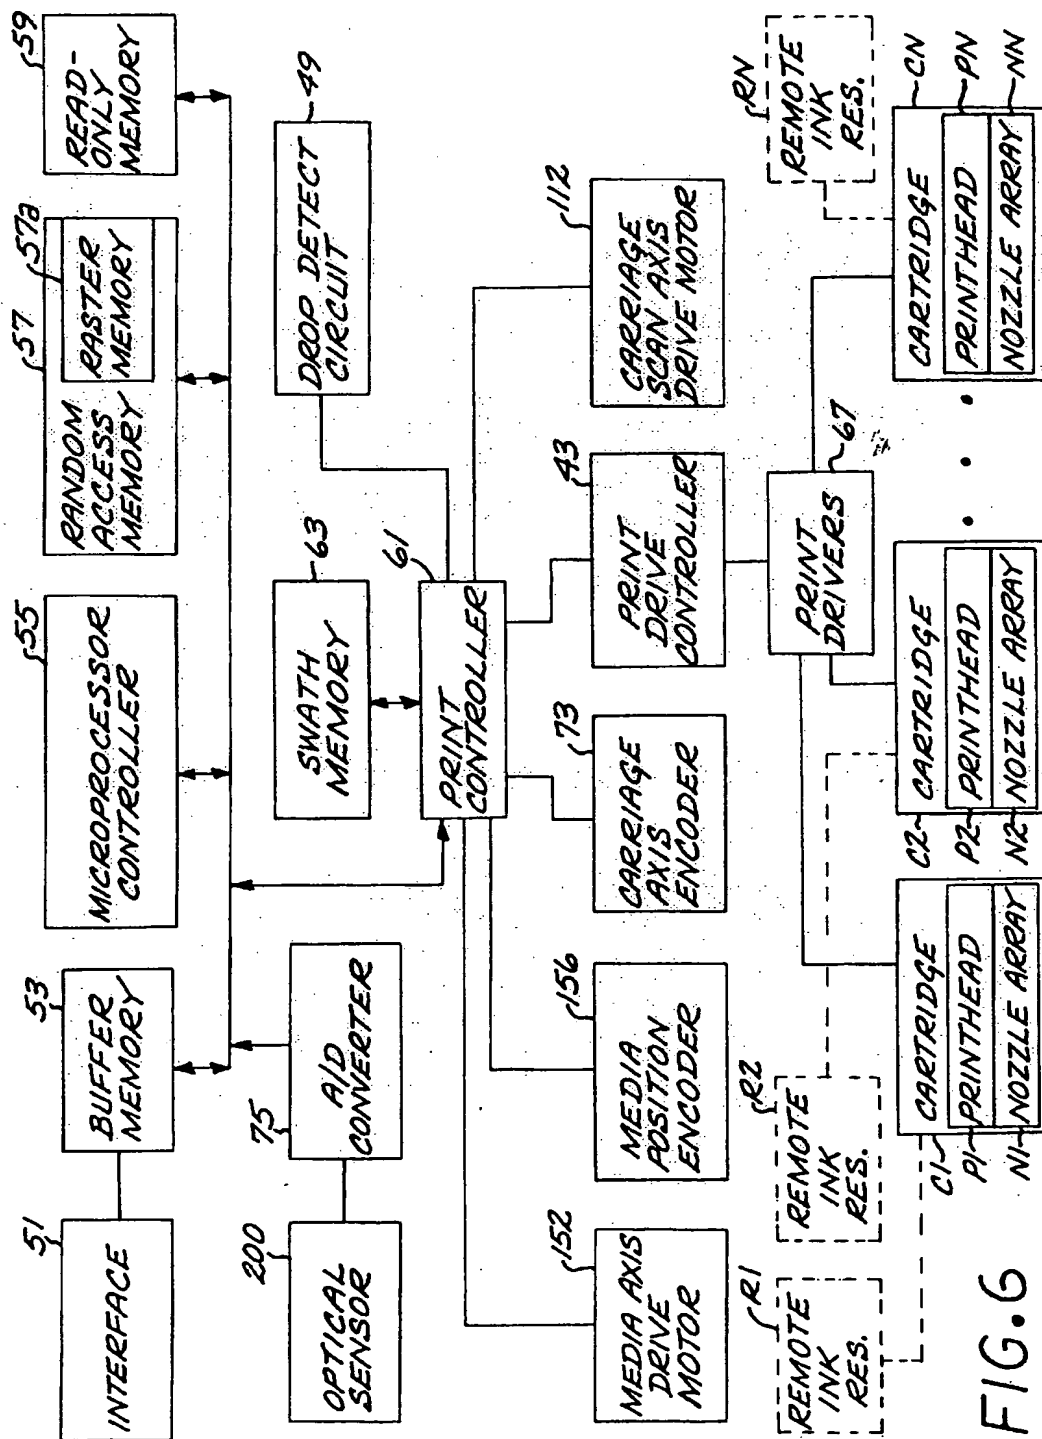 51
INTERFACE
53
BUFFER
MEMORY
55
MICROPROCESSOR
CONTROLLER
57
RANDOM
ACCESS
MEMORY
57a
RASTER
MEMORY
59
READ-
ONLY
MEMORY
200
OPTICAL
SENSOR
75
A/D
CONVERTER
63
SWATH
MEMORY
49
DROP DETECT
CIRCUIT
61
PRINT
CONTROLLER
152
MEDIA AXIS
DRIVE
MOTOR
156
MEDIA
POSITION
ENCODER
73
CARRIAGE
AXIS
ENCODER
43
PRINT
DRIVE
CONTROLLER
112
CARRIAGE
SCAN AXIS
DRIVE MOTOR
R1
REMOTE
INK
RES.
R2
REMOTE
INK
RES.
67
PRINT
DRIVERS
RN
REMOTE
INK
RES.
C1
CARTRIDGE
P1
PRINTHEAD
N1
NOZZLE ARRAY
C2
CARTRIDGE
P2
PRINTHEAD
N2
NOZZLE ARRAY
• • •
CARTRIDGE
CN
PRINTHEAD
PN
NOZZLE ARRAY
NN
FIG.6